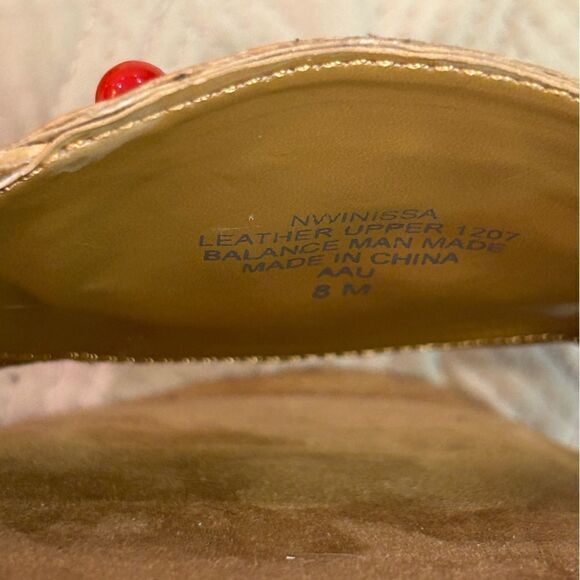 NWINISSA
LEATHER UPPER 1207
BALANCE MAN MADE
MADE IN CHINA
AAU
8 M